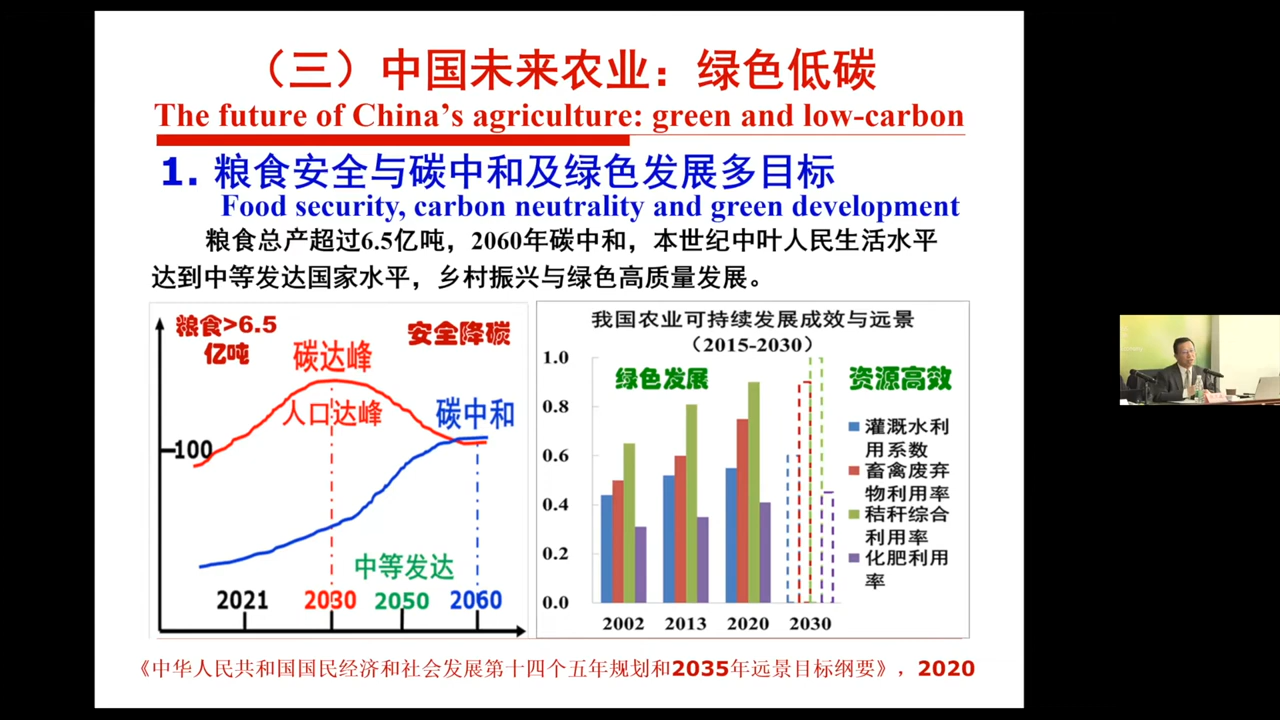 （三）中国未来农业：绿色低碳
The future of China's agriculture: green and low-carbon
1. 粮食安全与碳中和及绿色发展多目标
Food security, carbon neutrality and green development
粮食总产超过6.5亿吨，2060年碳中和，本世纪中叶人民生活水平
达到中等发达国家水平，乡村振兴与绿色高质量发展。
粮食>6.5
亿吨
安全降碳
碳达峰
人口达峰
碳中和
100
中等发达
2021
2030
2050
2060
我国农业可持续发展成效与远景
（2015-2030）
绿色发展
资源高效
1.0
0.8
0.6
0.4
0.2
0.0
2002
2013
2020
2030
灌溉水利
用系数
畜禽废弃
物利用率
秸秆综合
利用率
化肥利用
率
《中华人民共和国国民经济和社会发展第十四个五年规划和2035年远景目标纲要》，2020